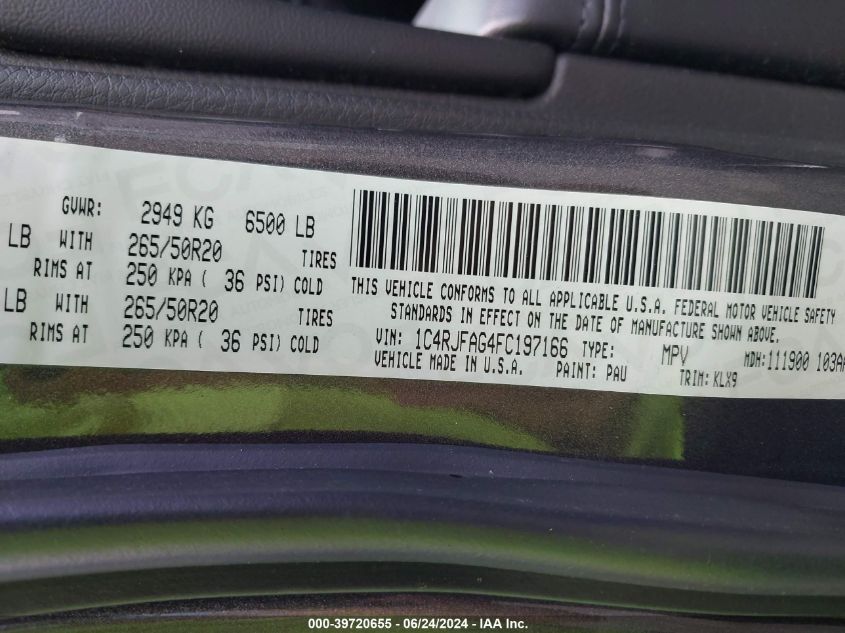 GVWR: 2949 KG 6500 LB
LB WITH 265/50R20 TIRES
RIMS AT 250 KPA ( 36 PSI) COLD
LB WITH 265/50R20 TIRES
RIMS AT 250 KPA ( 36 PSI) COLD
THIS VEHICLE CONFORMS TO ALL APPLICABLE U.S.A. FEDERAL MOTOR VEHICLE SAFETY
STANDARDS IN EFFECT ON THE DATE OF MANUFACTURE SHOWN ABOVE.
VIN: 1C4RJFAG4FC197166 TYPE: MPV MDH:111900 103A
VEHICLE MADE IN U.S.A. PAINT: PAU TRIM: KLX9
000-39720655 - 06/24/2024 - IAA Inc.